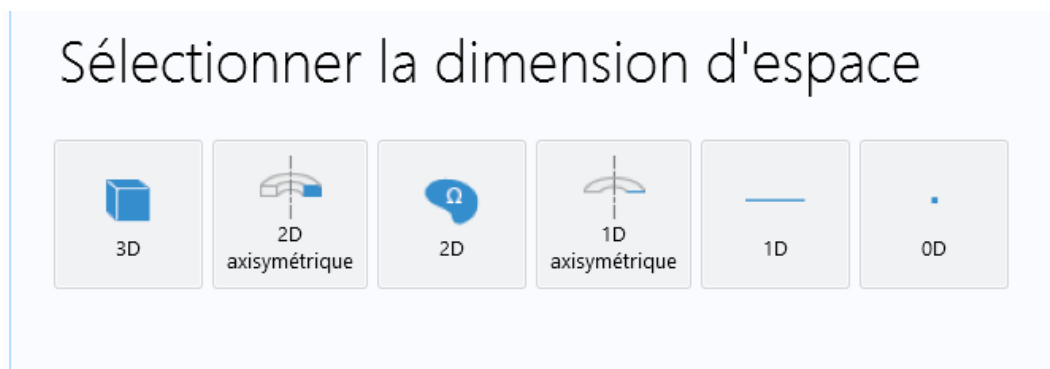 Sélectionner la dimension d'espace
3D
2D
axisymétrique
Ω
2D
1D
axisymétrique
1D
0D